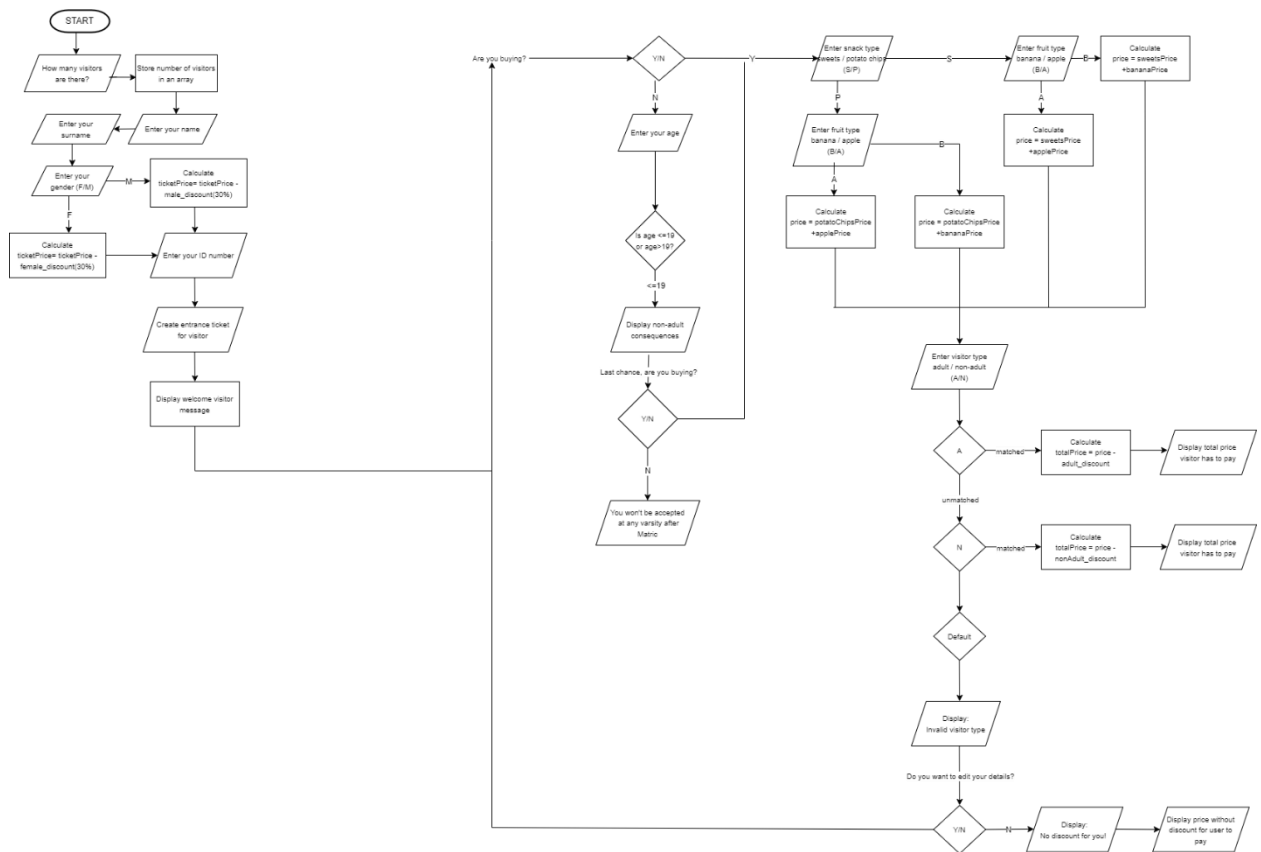 START
How many visitors
are there?
Store number of visitors
in an array
Enter your name
Enter your
surname
Enter your
gender (F/M)
M
Calculate
ticketPrice= ticketPrice -
male_discount(30%)
F
Calculate
ticketPrice= ticketPrice -
female_discount(30%)
Enter your ID number
Create entrance ticket
for visitor
Display welcome visitor
message
Are you buying?
Y/N
Y
N
Enter your age
Is age <=19
or age>19?
<=19
Display non-adult
consequences
Last chance, are you buying?
Y/N
N
You won't be accepted
at any varsity after
Matric
Enter snack type
sweets / potato chips
(S/P)
S
P
Enter fruit type
banana / apple
(B/A)
B
Calculate
price = sweetsPrice
+bananaPrice
A
Calculate
price = sweetsPrice
+applePrice
Enter fruit type
banana / apple
(B/A)
B
A
Calculate
price = potatoChipsPrice
+applePrice
Calculate
price = potatoChipsPrice
+bananaPrice
Enter visitor type
adult / non-adult
(A/N)
A
matched
Calculate
totalPrice = price -
adult_discount
Display total price
visitor has to pay
unmatched
N
matched
Calculate
totalPrice = price -
nonAdult_discount
Display total price
visitor has to pay
Default
Display:
Invalid visitor type
Do you want to edit your details?
Y/N
N
Display:
No discount for you!
Display price without
discount for user to
pay